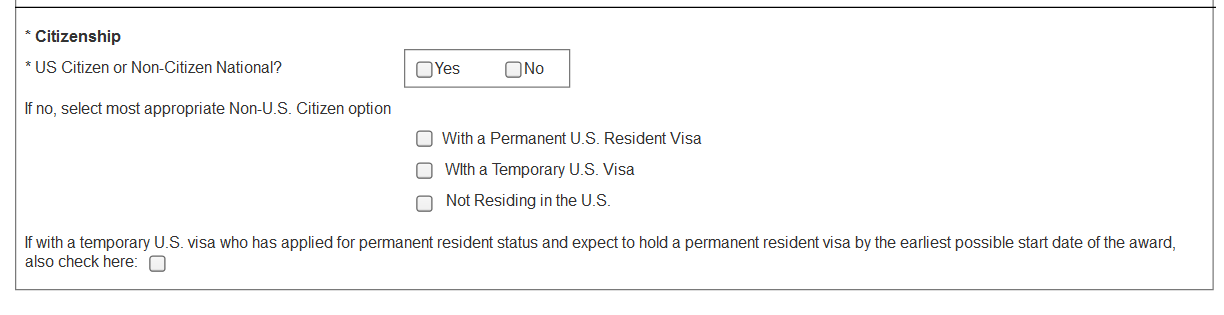 * Citizenship
* US Citizen or Non-Citizen National? Yes No
If no, select most appropriate Non-U.S. Citizen option
With a Permanent U.S. Resident Visa
WIth a Temporary U.S. Visa
Not Residing in the U.S.
If with a temporary U.S. visa who has applied for permanent resident status and expect to hold a permanent resident visa by the earliest possible start date of the award,
also check here: